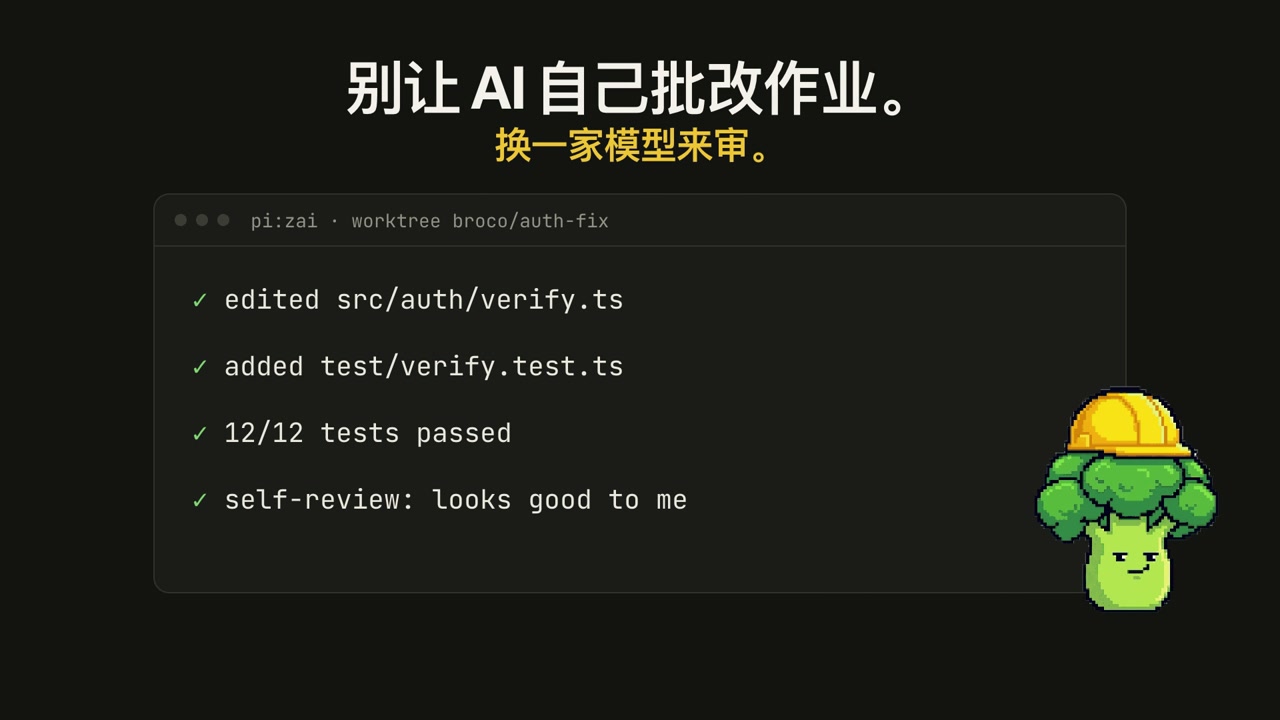 别让 AI 自己批改作业。
换一家模型来审。
pi:zai · worktree broco/auth-fix
✓ edited src/auth/verify.ts
✓ added test/verify.test.ts
✓ 12/12 tests passed
✓ self-review: looks good to me